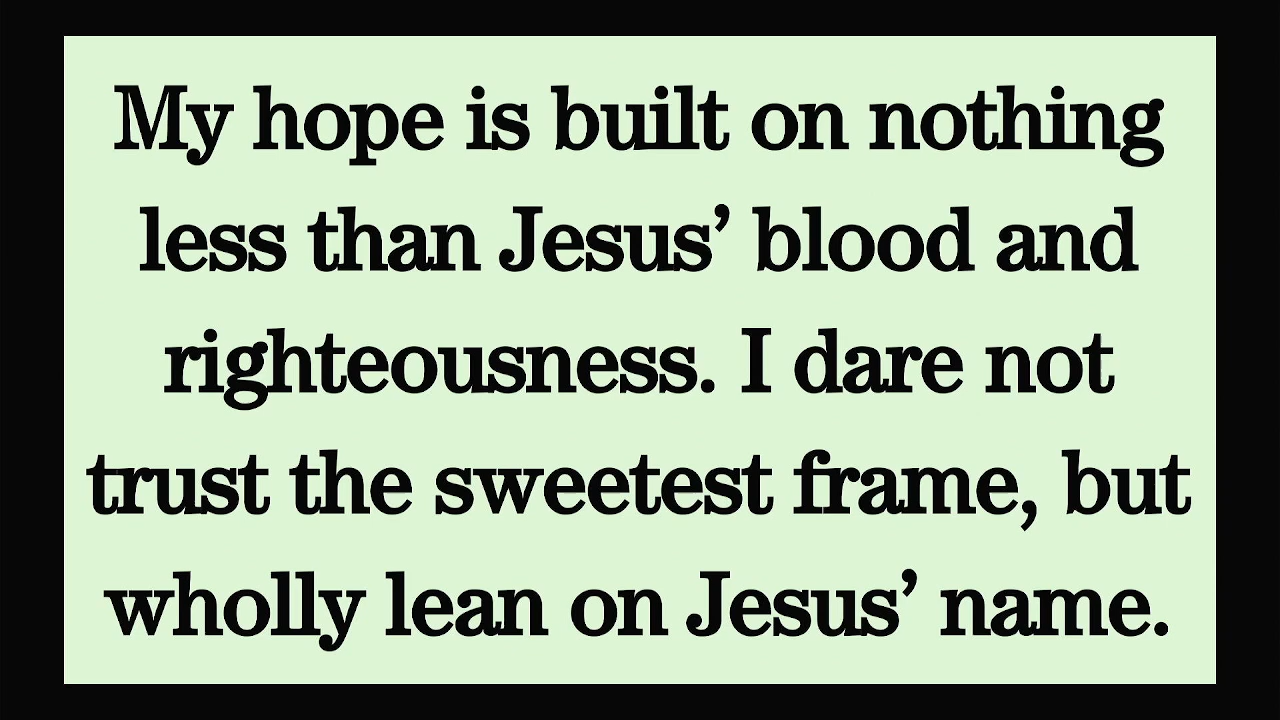 My hope is built on nothing
less than Jesus’ blood and
righteousness. I dare not
trust the sweetest frame, but
wholly lean on Jesus’ name.